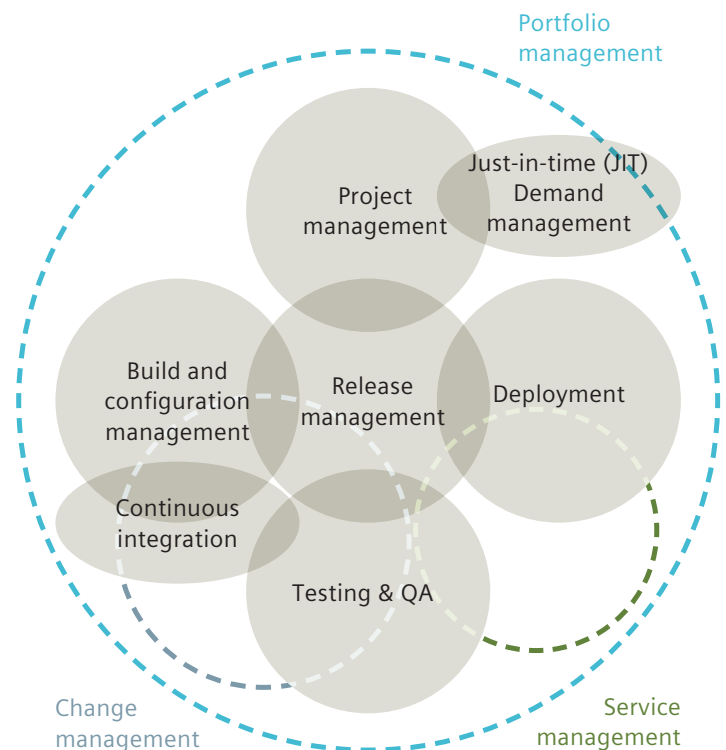 Portfolio
management
Just-in-time (JIT)
Demand
management
Project
management
Build and
configuration
management
Release
management
Deployment
Continuous
integration
Testing & QA
Change
management
Service
management